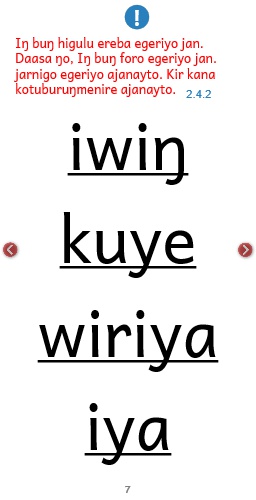 !
Iŋ buŋ higulu ereba egeriyo jan.
Daasa ŋo, Iŋ buŋ foro egeriyo jan.
jarnigo egeriyo ajanayto. Kir kana
kotuburuŋmenire ajanayto. 2.4.2
iwiŋ
kuye
wiriya
iya
7